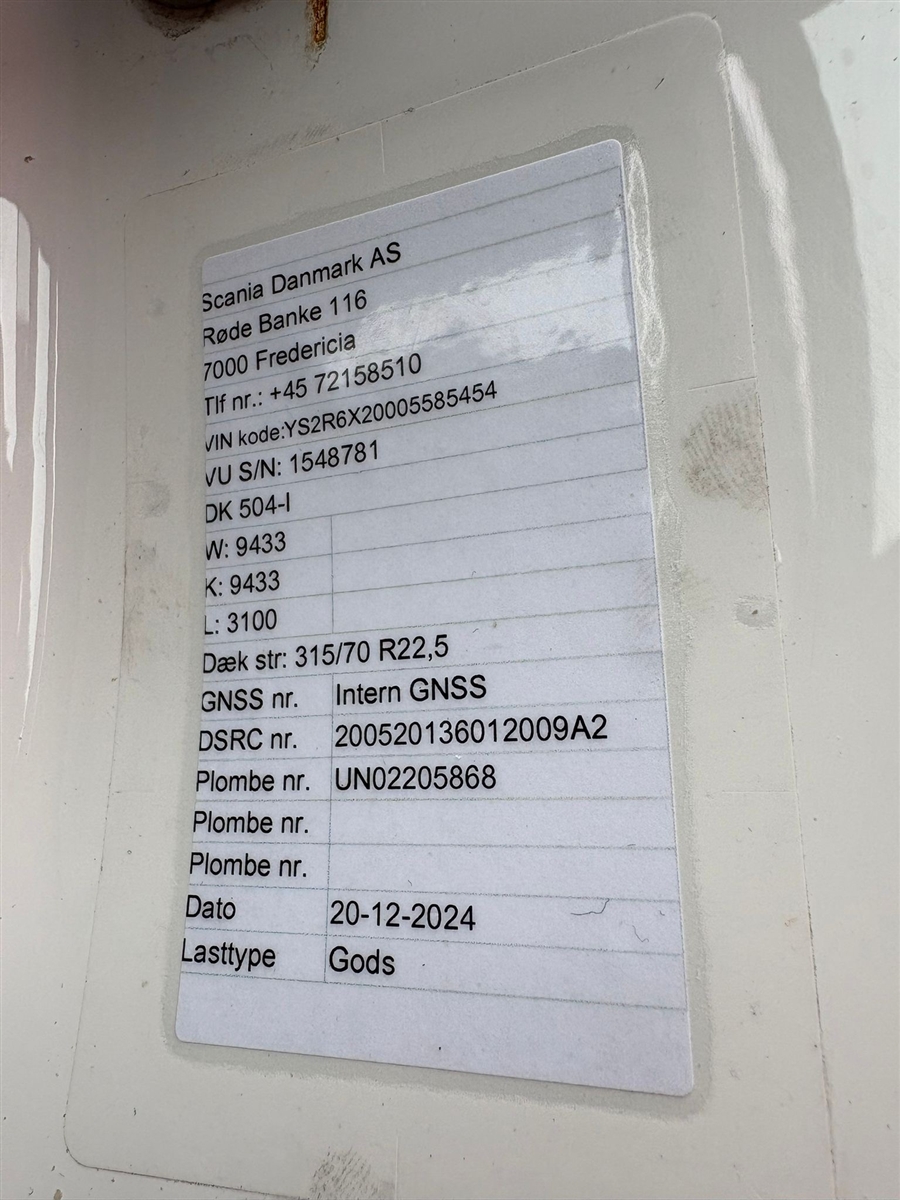 Scania Danmark AS
Røde Banke 116
7000 Fredericia
Tlf nr.: +45 72158510
VIN kode:YS2R6X20005585454
VU S/N: 1548781
DK 504-I
W: 9433
K: 9433
L: 3100
Dæk str: 315/70 R22,5
GNSS nr. Intern GNSS
DSRC nr. 200520136012009A2
Plombe nr. UN02205868
Plombe nr.
Plombe nr.
Dato 20-12-2024
Lasttype Gods